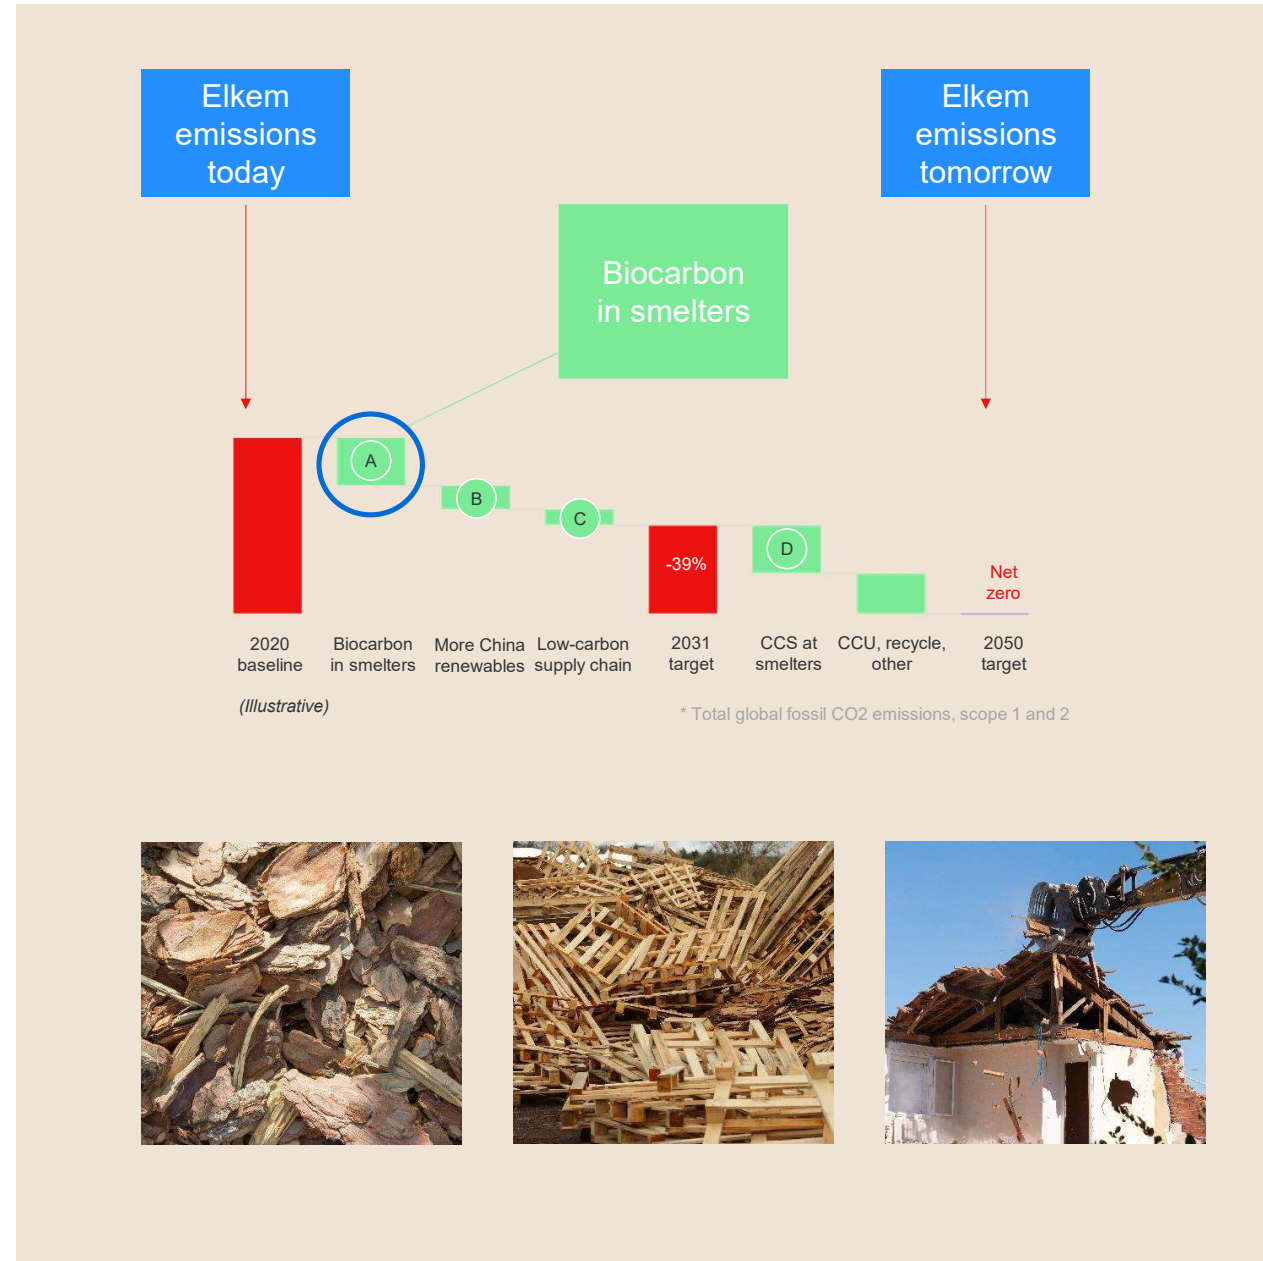 Elkem
emissions
today
Elkem
emissions
tomorrow
Biocarbon
in smelters
A
B
C
-39%
D
Net
zero
2020
baseline
Biocarbon
in smelters
More China
renewables
Low-carbon
supply chain
2031
target
CCS at
smelters
CCU, recycle,
other
2050
target
(Illustrative)
* Total global fossil CO2 emissions, scope 1 and 2